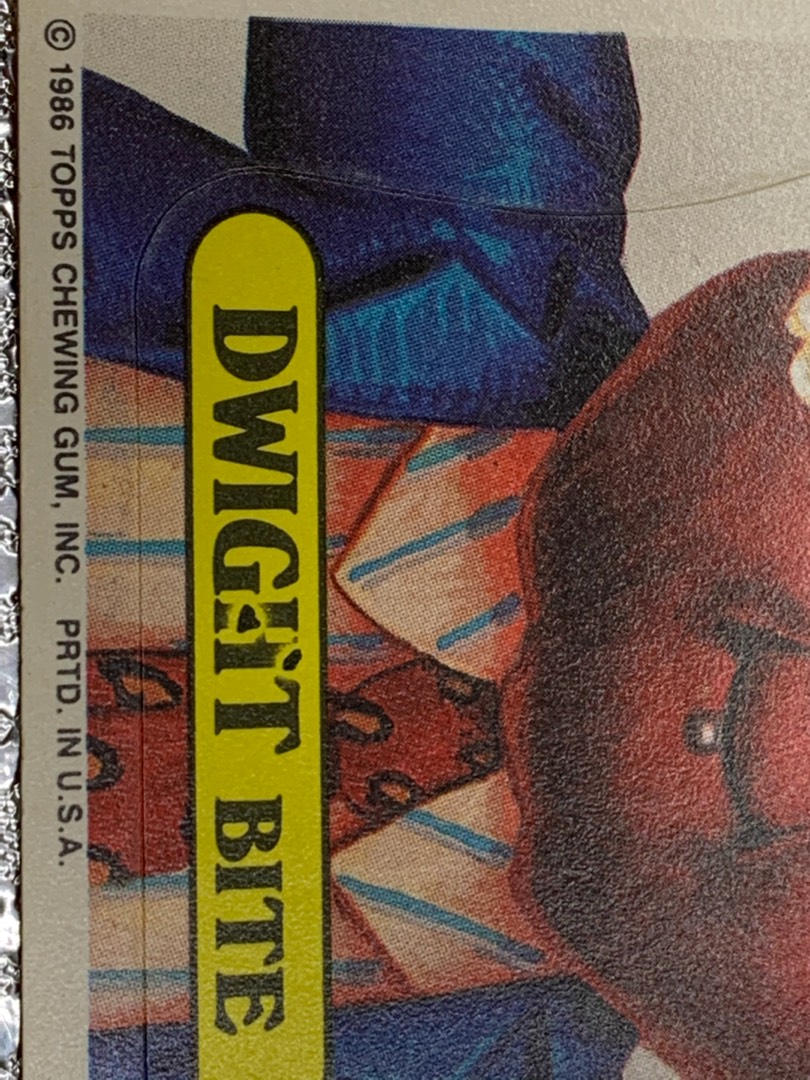 DWIGHT BITE
© 1986 TOPPS CHEWING GUM, INC. PRTD. IN U.S.A.